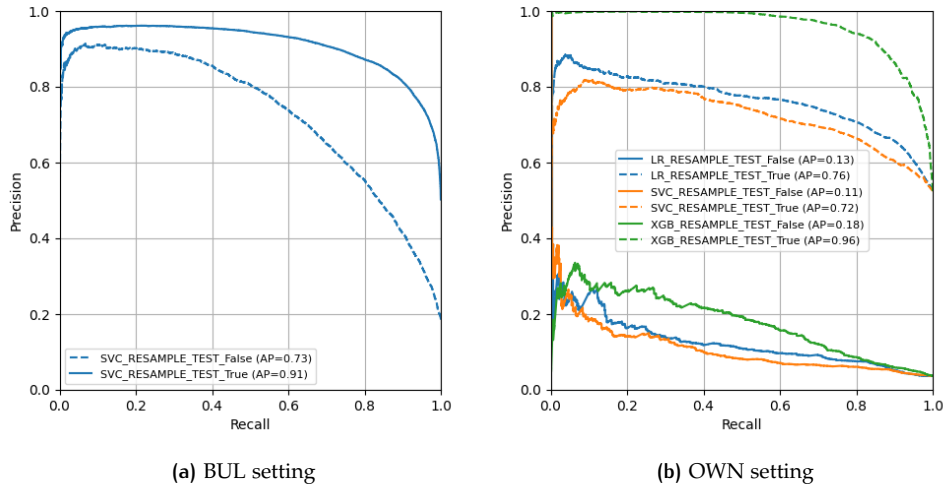 1.0
0.8
0.6
0.4
0.2
0.0
Precision
0.0 0.2 0.4 0.6 0.8 1.0
Recall
SVC_RESAMPLE_TEST_False (AP=0.73)
SVC_RESAMPLE_TEST_True (AP=0.91)
(a) BUL setting
1.0
0.8
0.6
0.4
0.2
0.0
Precision
0.0 0.2 0.4 0.6 0.8 1.0
Recall
LR_RESAMPLE_TEST_False (AP=0.13)
LR_RESAMPLE_TEST_True (AP=0.76)
SVC_RESAMPLE_TEST_False (AP=0.11)
SVC_RESAMPLE_TEST_True (AP=0.72)
XGB_RESAMPLE_TEST_False (AP=0.18)
XGB_RESAMPLE_TEST_True (AP=0.96)
(b) OWN setting